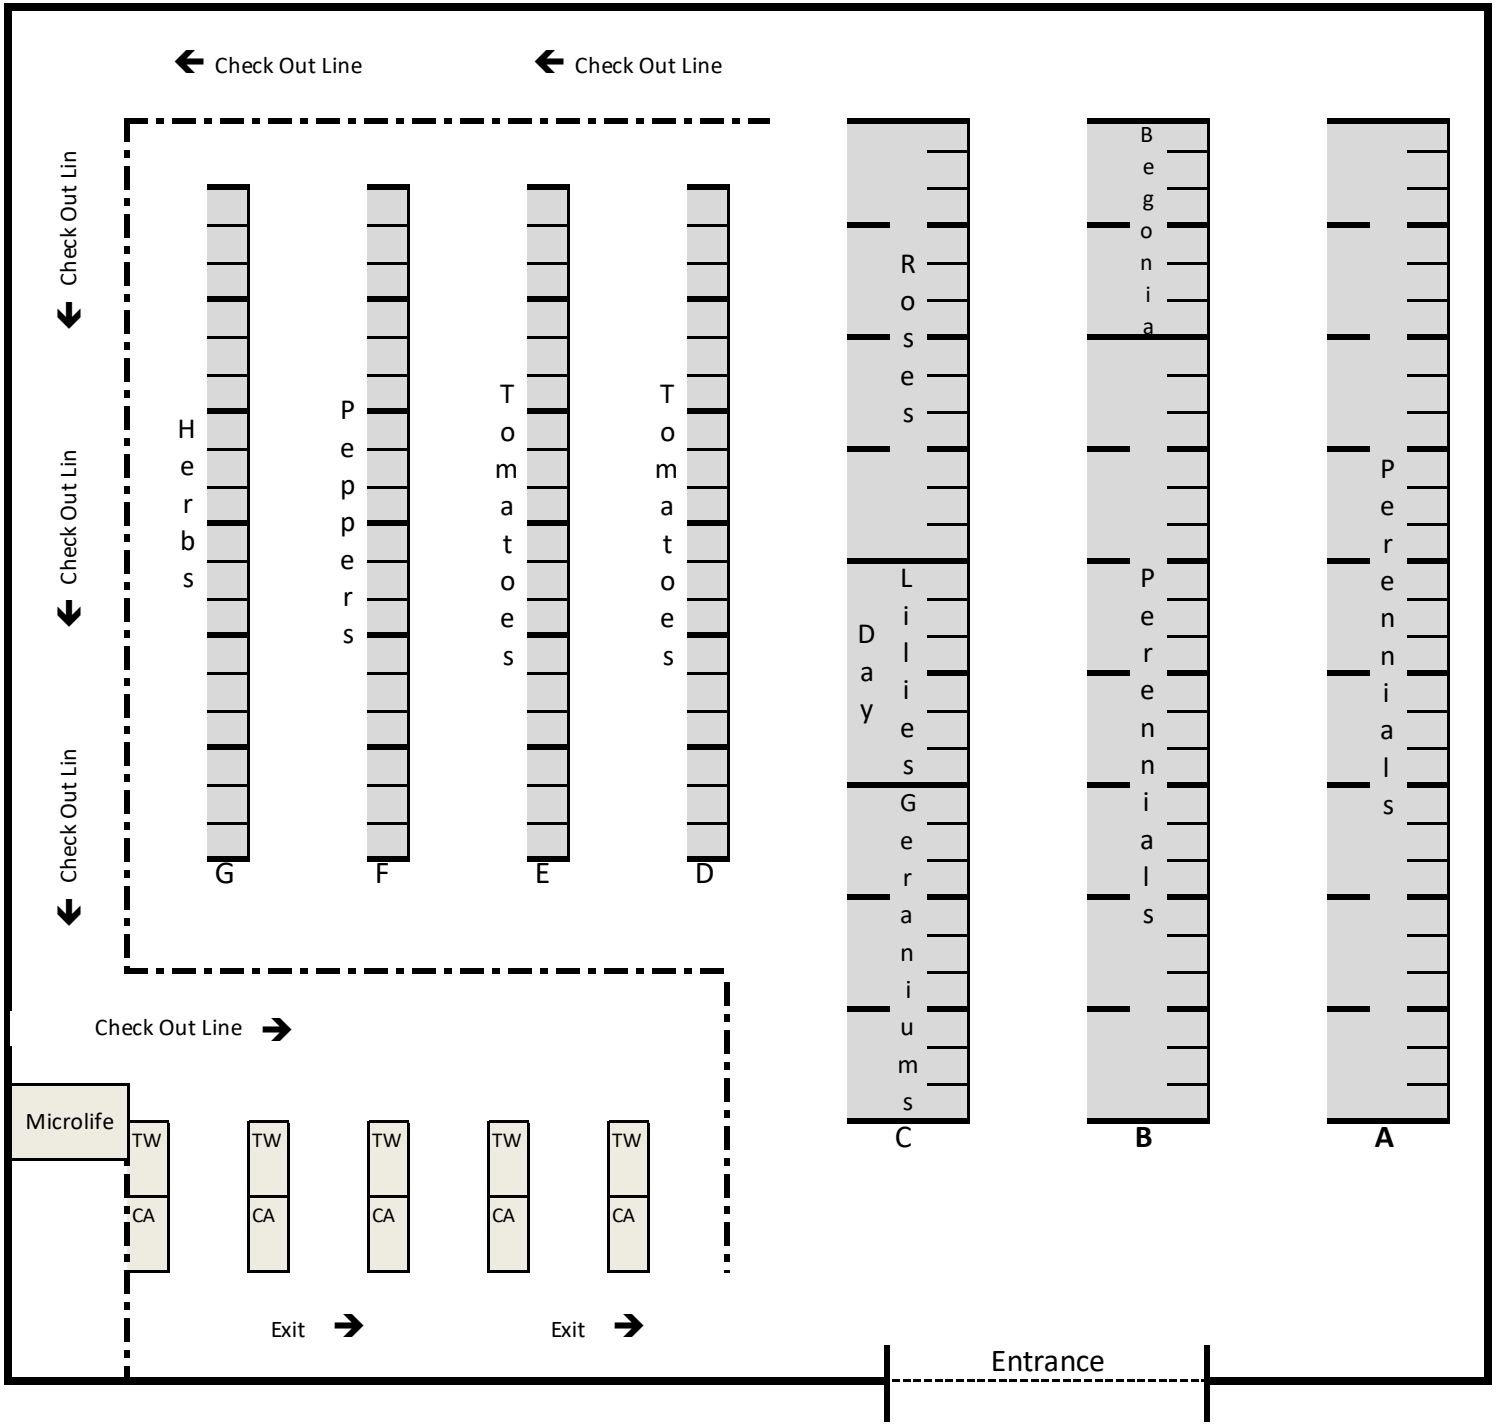 Check Out Line
Check Out Line
Check Out Lin
Check Out Lin
Check Out Lin
Herbs
Peppers
Tomatoes
Tomatoes
Roses
Day
Lilies
Geraniums
Begonia
Perennials
Perennials
G
F
E
D
C
B
A
Check Out Line
Microlife
TW
TW
TW
TW
TW
CA
CA
CA
CA
CA
Exit
Exit
Entrance